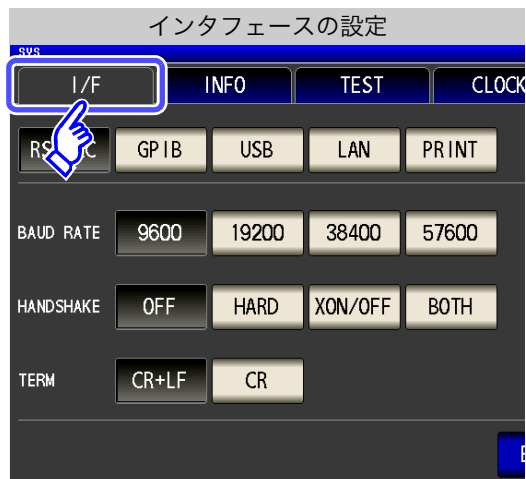 インタフェースの設定
SYS
I/F INFO TEST CLOCK
GPIB USB LAN PRINT
BAUD RATE 9600 19200 38400 57600
HANDSHAKE OFF HARD XON/OFF BOTH
TERM CR+LF CR